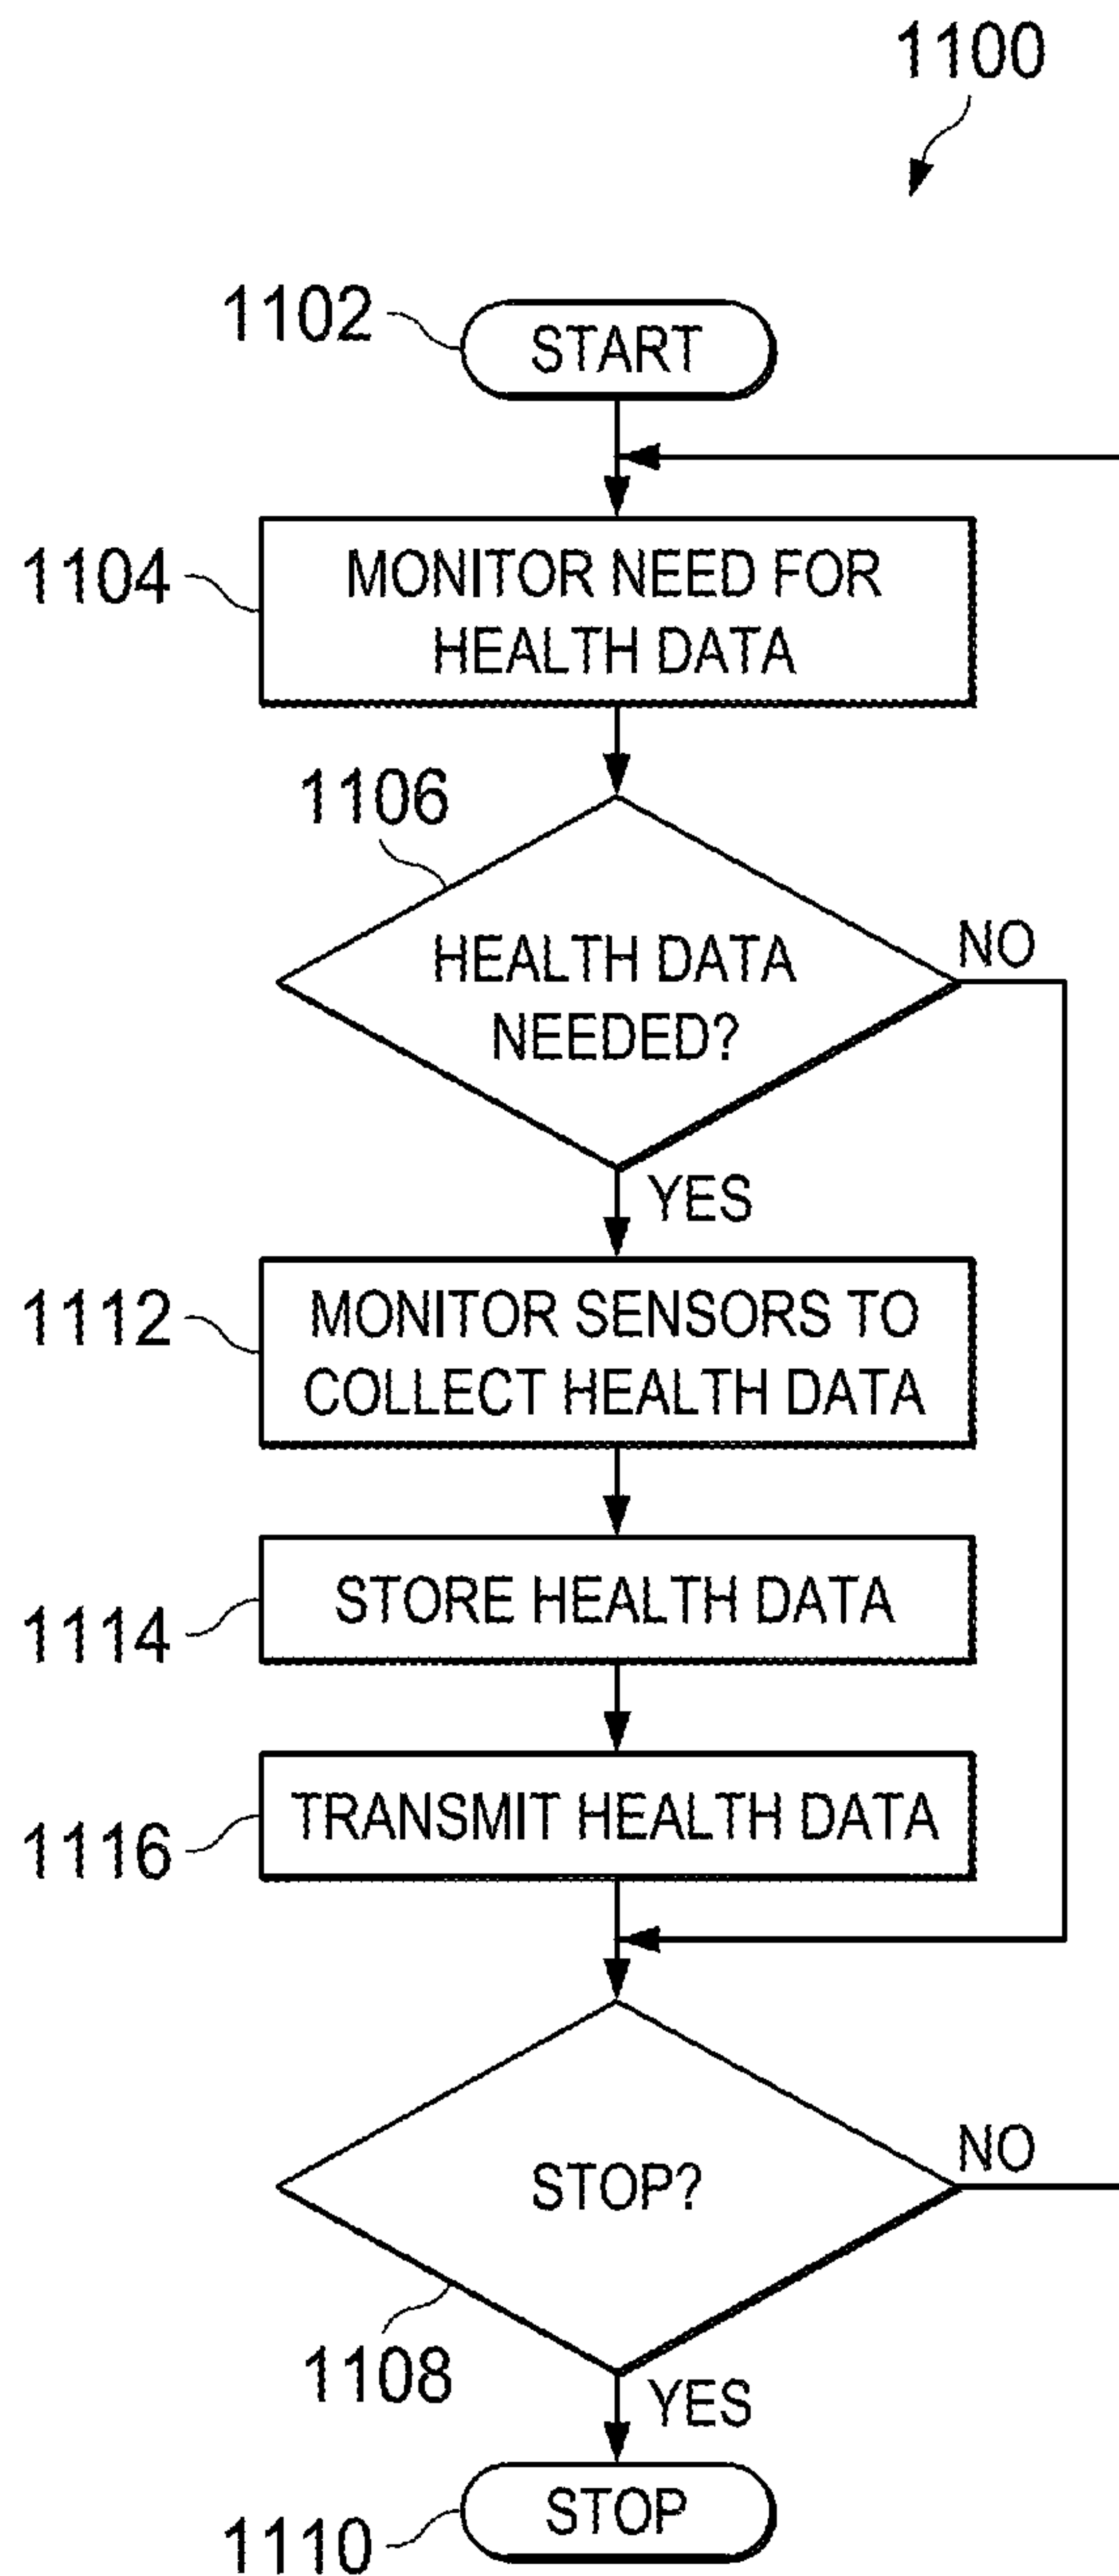 1100
1102
START
1104
MONITOR NEED FOR
HEALTH DATA
1106
HEALTH DATA
NEEDED?
NO
YES
1112
MONITOR SENSORS TO
COLLECT HEALTH DATA
1114
STORE HEALTH DATA
1116
TRANSMIT HEALTH DATA
STOP?
NO
1108
YES
1110
STOP